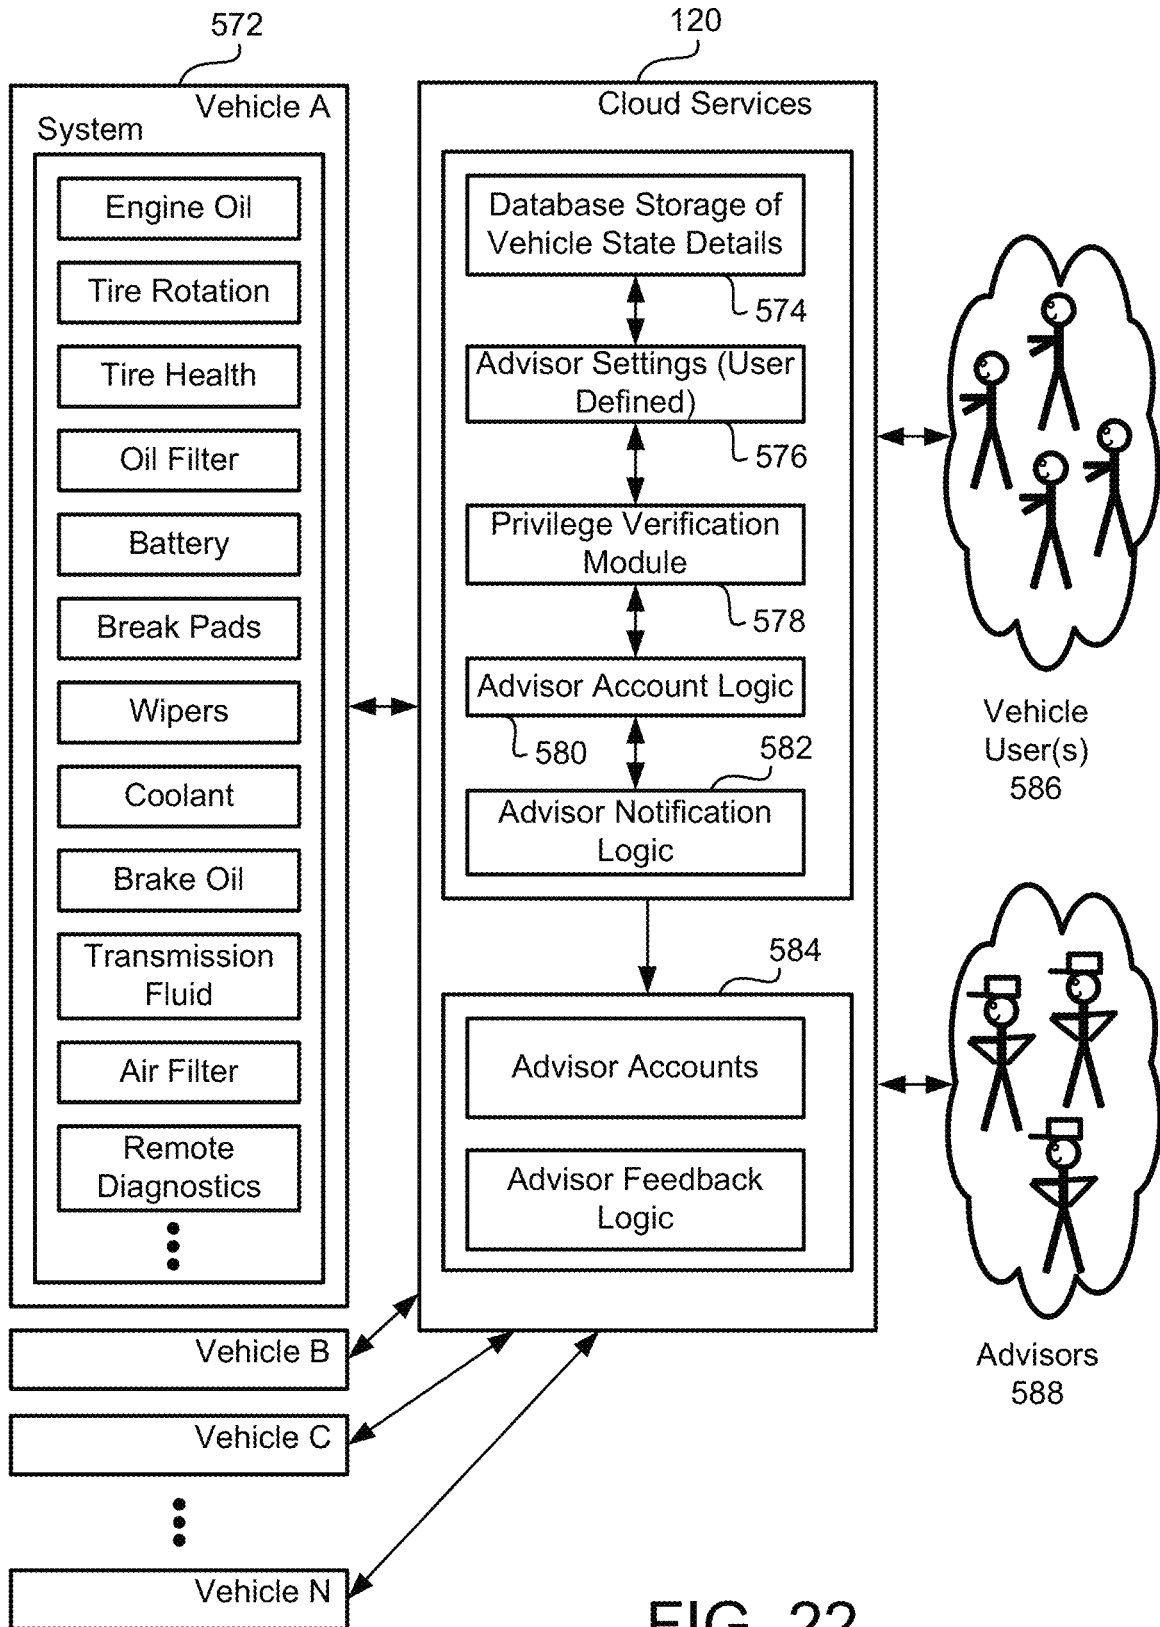 572
Vehicle A
System
Engine Oil
Tire Rotation
Tire Health
Oil Filter
Battery
Break Pads
Wipers
Coolant
Brake Oil
Transmission
Fluid
Air Filter
Remote
Diagnostics
Vehicle B
Vehicle C
Vehicle N
120
Cloud Services
Database Storage of
Vehicle State Details
574
Advisor Settings (User
Defined)
576
Privilege Verification
Module
578
Advisor Account Logic
580
582
Advisor Notification
Logic
584
Advisor Accounts
Advisor Feedback
Logic
Vehicle
User(s)
586
Advisors
588
FIG. 22